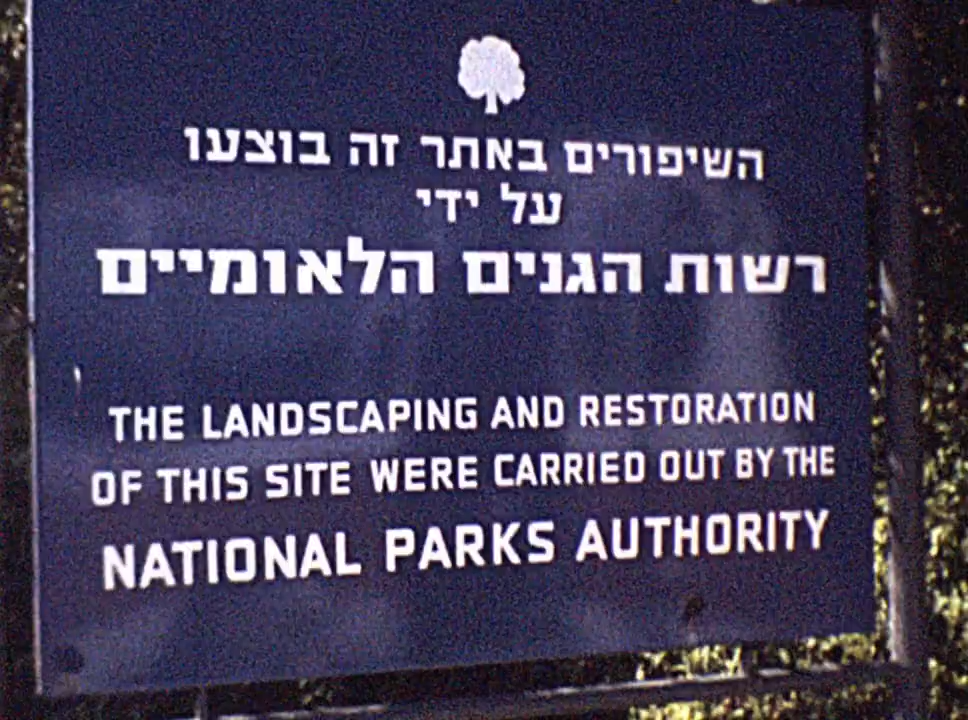 השיפורים באתר זה בוצעו
על ידי
רשות הגנים הלאומיים
THE LANDSCAPING AND RESTORATION
OF THIS SITE WERE CARRIED OUT BY THE
NATIONAL PARKS AUTHORITY